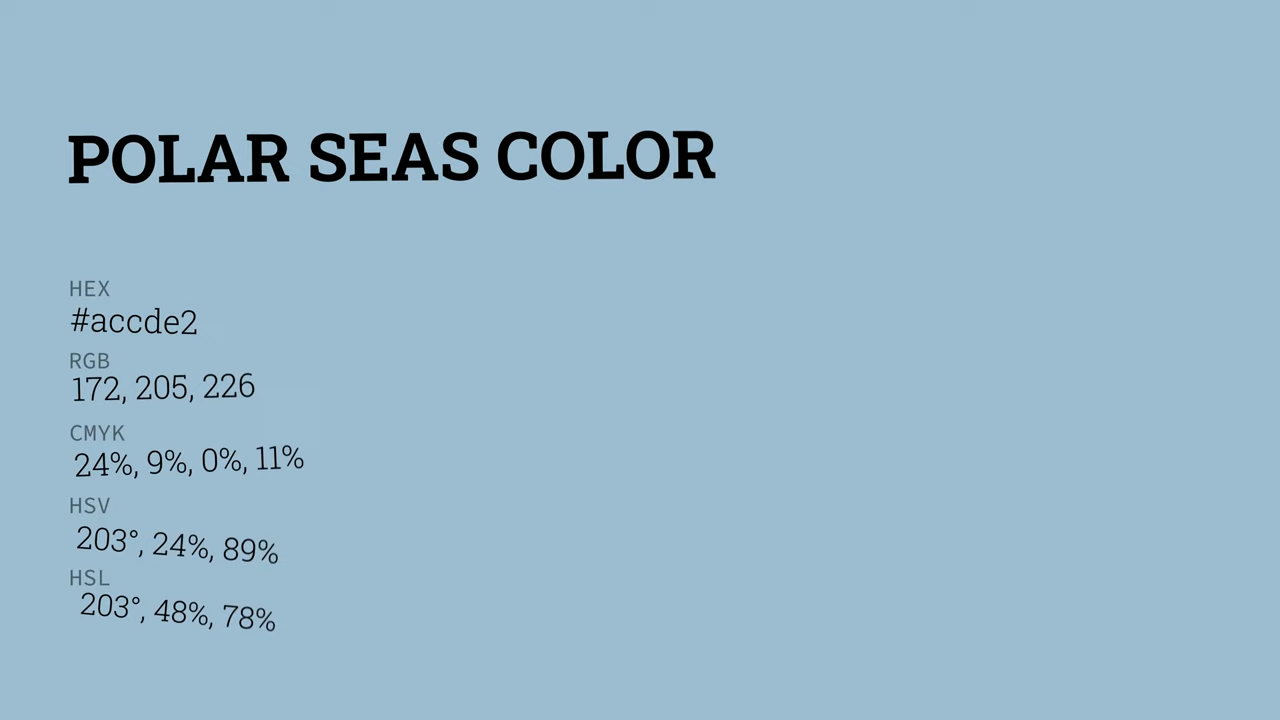 POLAR SEAS COLOR
HEX
#accde2
RGB
172, 205, 226
CMYK
24%, 9%, 0%, 11%
HSV
203°, 24%, 89%
HSL
203°, 48%, 78%